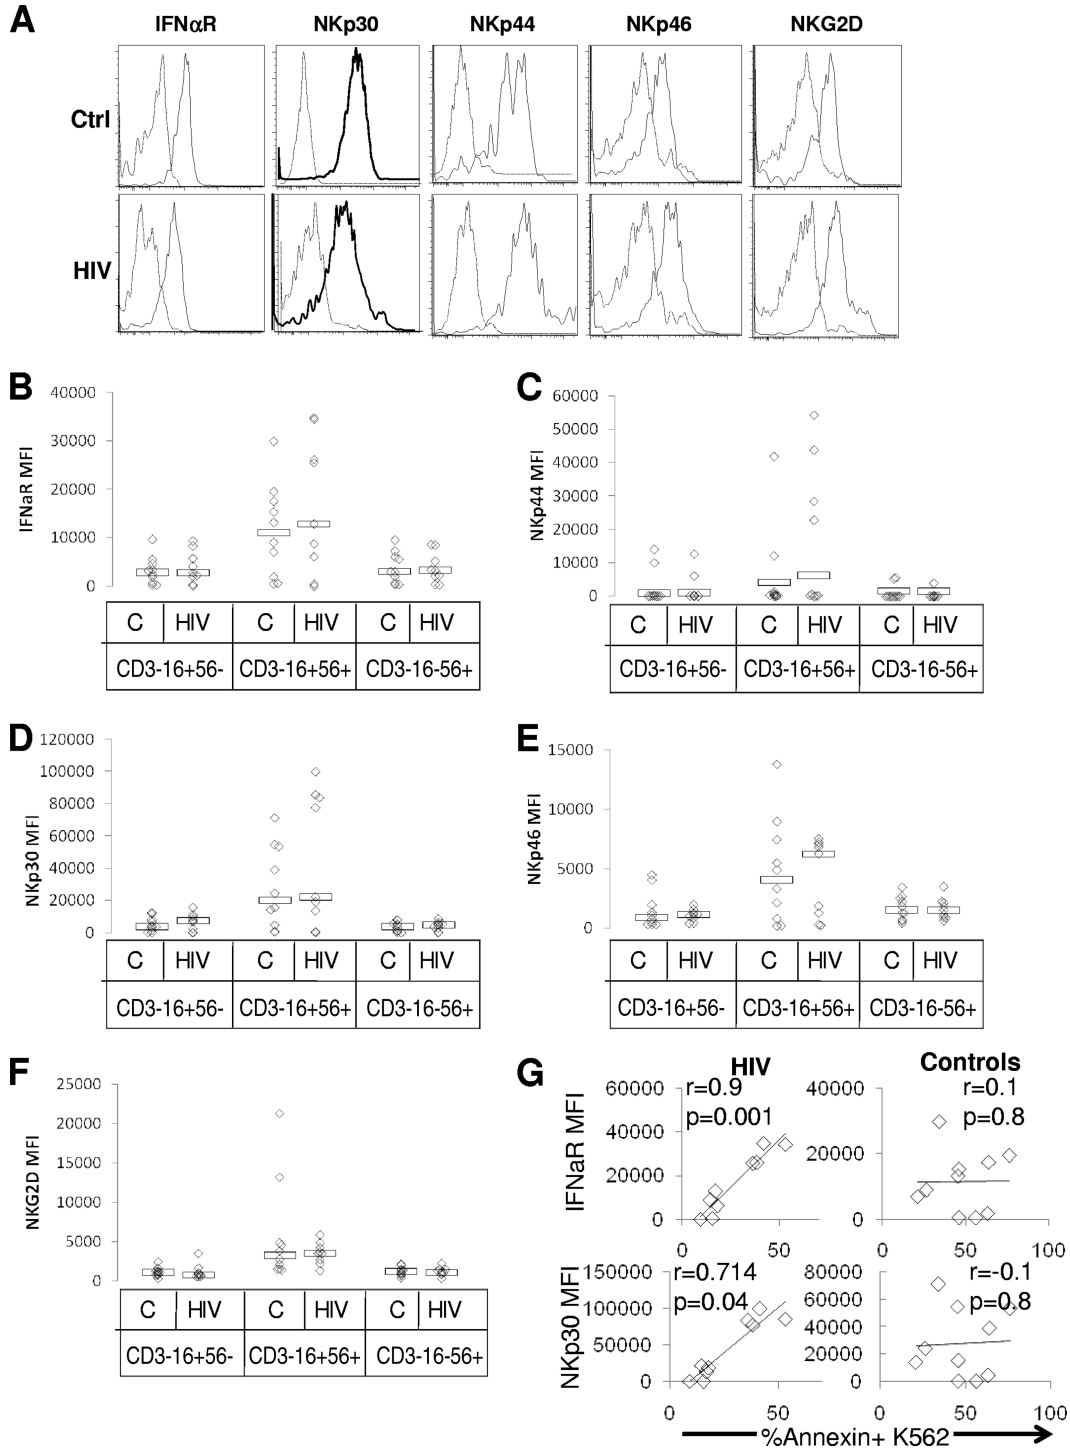 A
IFNαR NKp30 NKp44 NKp46 NKG2D
Ctrl
HIV
B
IFNaR MFI
40000
30000
20000
10000
0
C HIV C HIV C HIV
CD3-16+56- CD3-16+56+ CD3-16-56+
C
NKp44 MFI
60000
50000
40000
30000
20000
10000
0
C HIV C HIV C HIV
CD3-16+56- CD3-16+56+ CD3-16-56+
D
NKp30 MFI
120000
100000
80000
60000
40000
20000
0
C HIV C HIV C HIV
CD3-16+56- CD3-16+56+ CD3-16-56+
E
NKp46 MFI
15000
10000
5000
0
C HIV C HIV C HIV
CD3-16+56- CD3-16+56+ CD3-16-56+
F
NKG2D MFI
25000
20000
15000
10000
5000
0
C HIV C HIV C HIV
CD3-16+56- CD3-16+56+ CD3-16-56+
G
HIV
Controls
IFNaR MFI
60000
40000
20000
0
r=0.9
p=0.001
0 50
40000
20000
0
r=0.1
p=0.8
0 50 100
NKp30 MFI
150000
100000
50000
0
r=0.714
p=0.04
0 50
80000
60000
40000
20000
0
r=-0.1
p=0.8
0 50 100
%Annexin+ K562